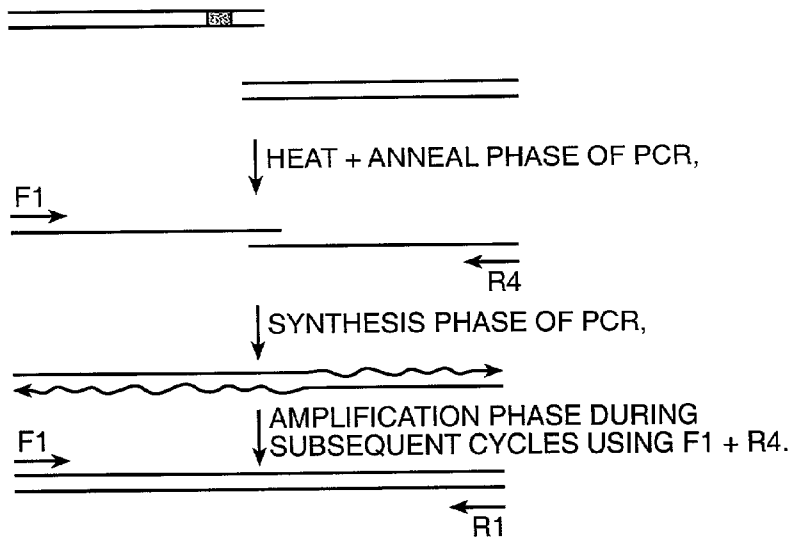 HEAT + ANNEAL PHASE OF PCR,
F1
R4
SYNTHESIS PHASE OF PCR,
AMPLIFICATION PHASE DURING
SUBSEQUENT CYCLES USING F1 + R4.
F1
R1